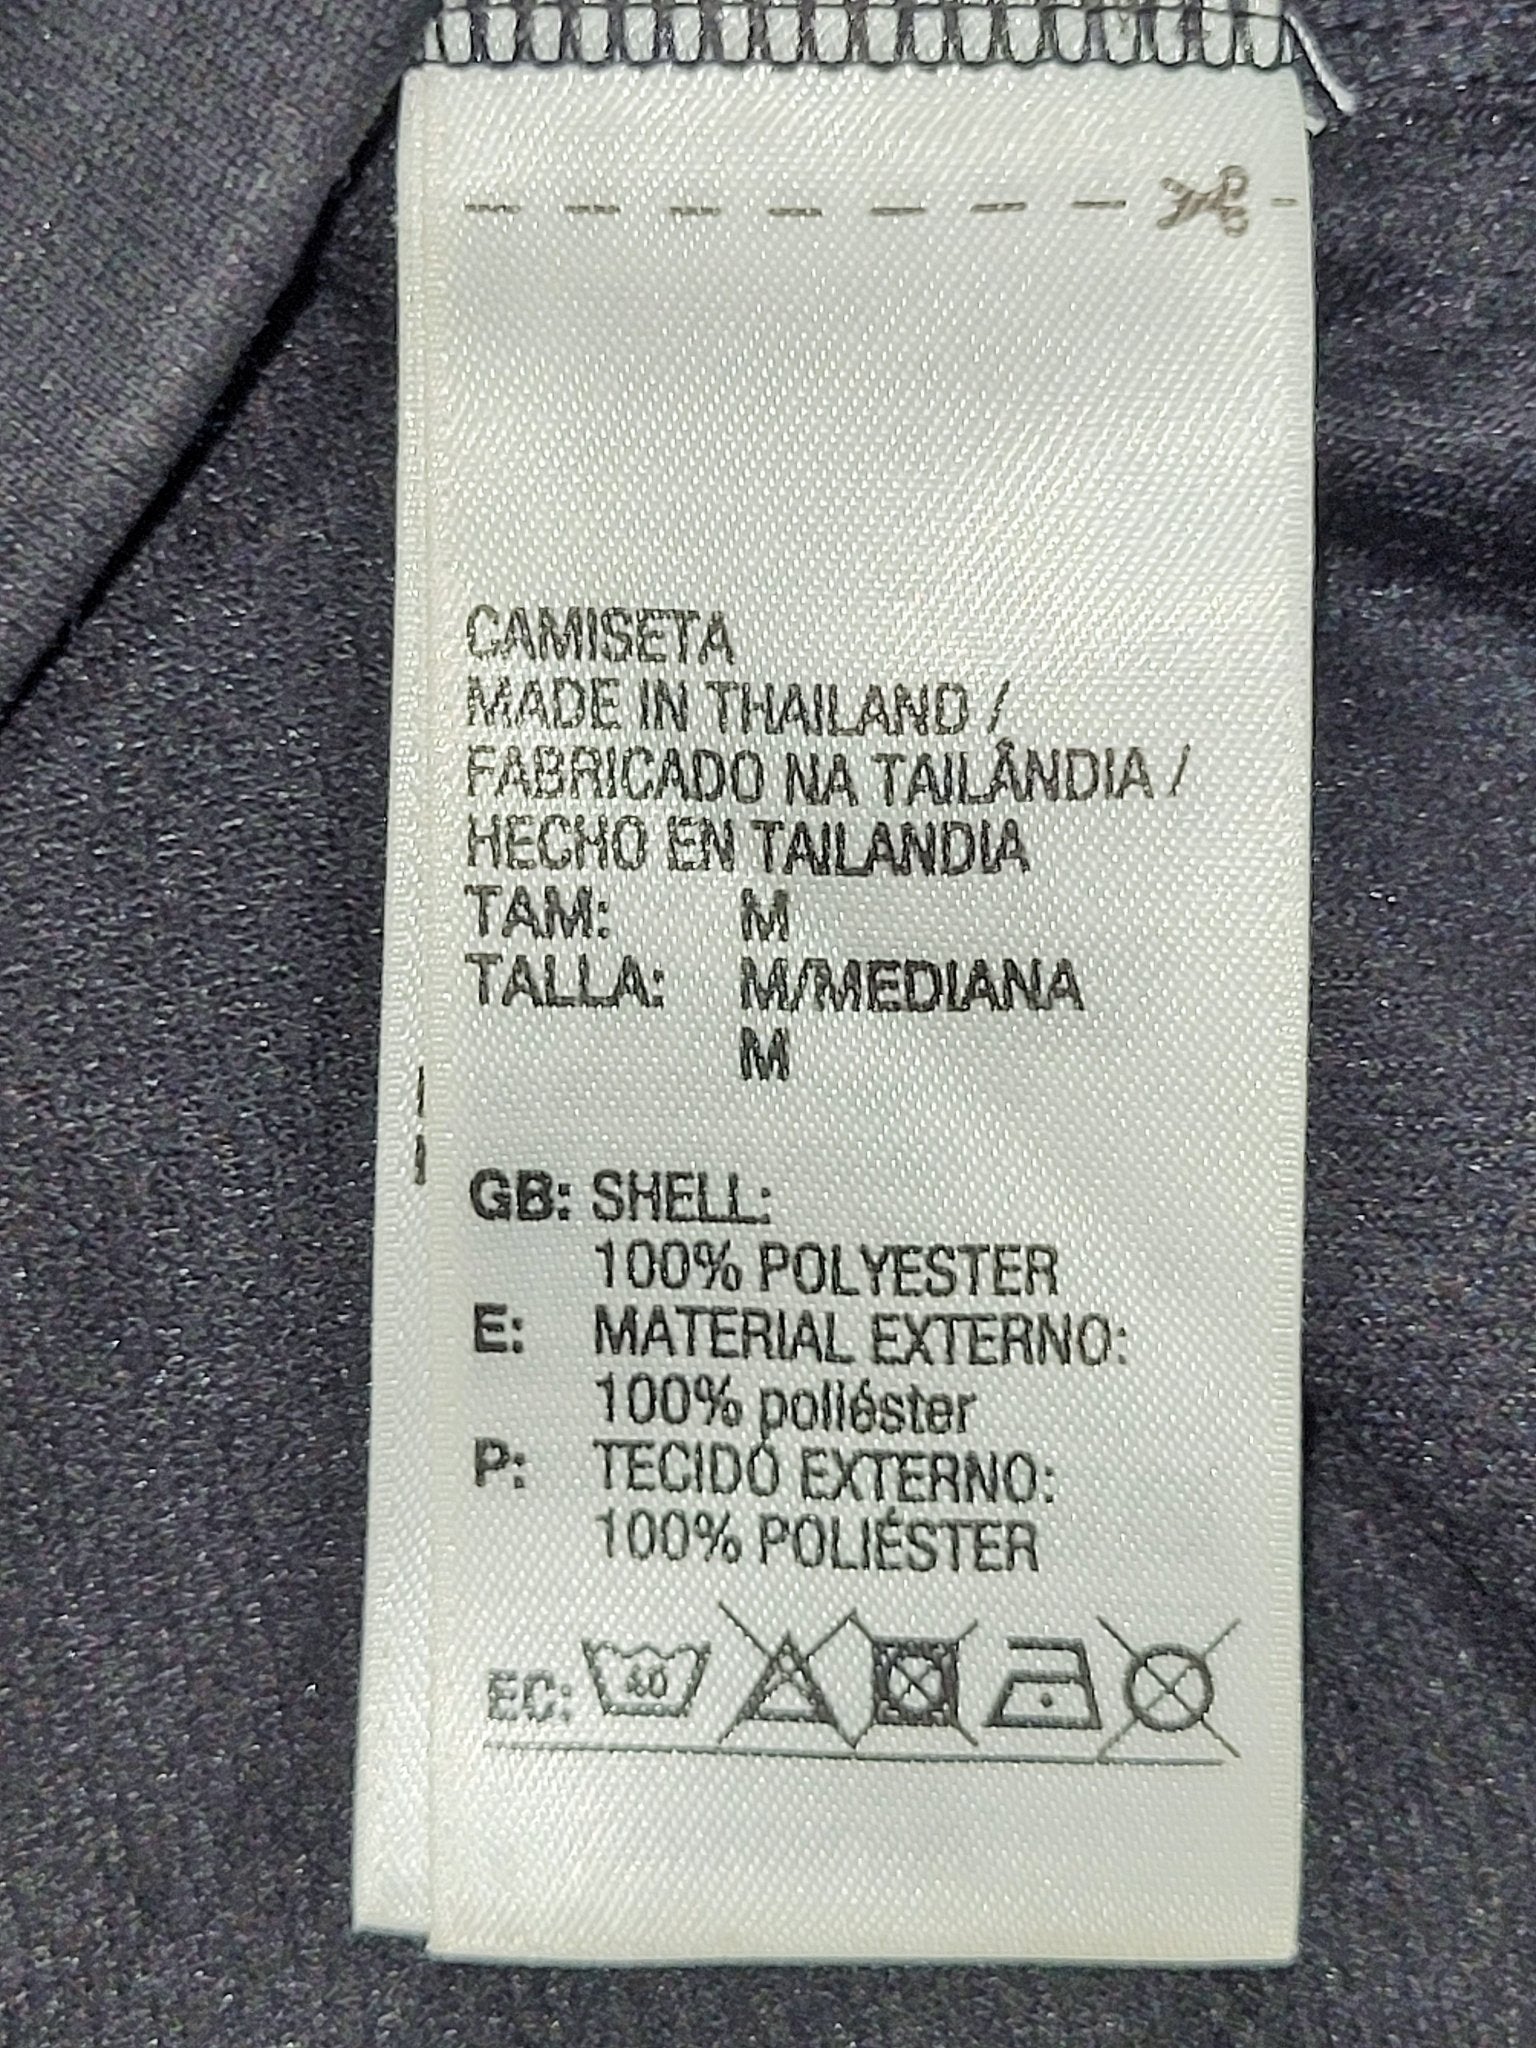 CAMISETA
MADE IN THAILAND /
FABRICADO NA TAILÂNDIA /
HECHO EN TAILANDIA
TAM: M
TALLA: M/MEDIANA
M
GB: SHELL:
100% POLYESTER
E: MATERIAL EXTERNO:
100% poliéster
P: TECIDO EXTERNO:
100% POLIÉSTER
EC: 40